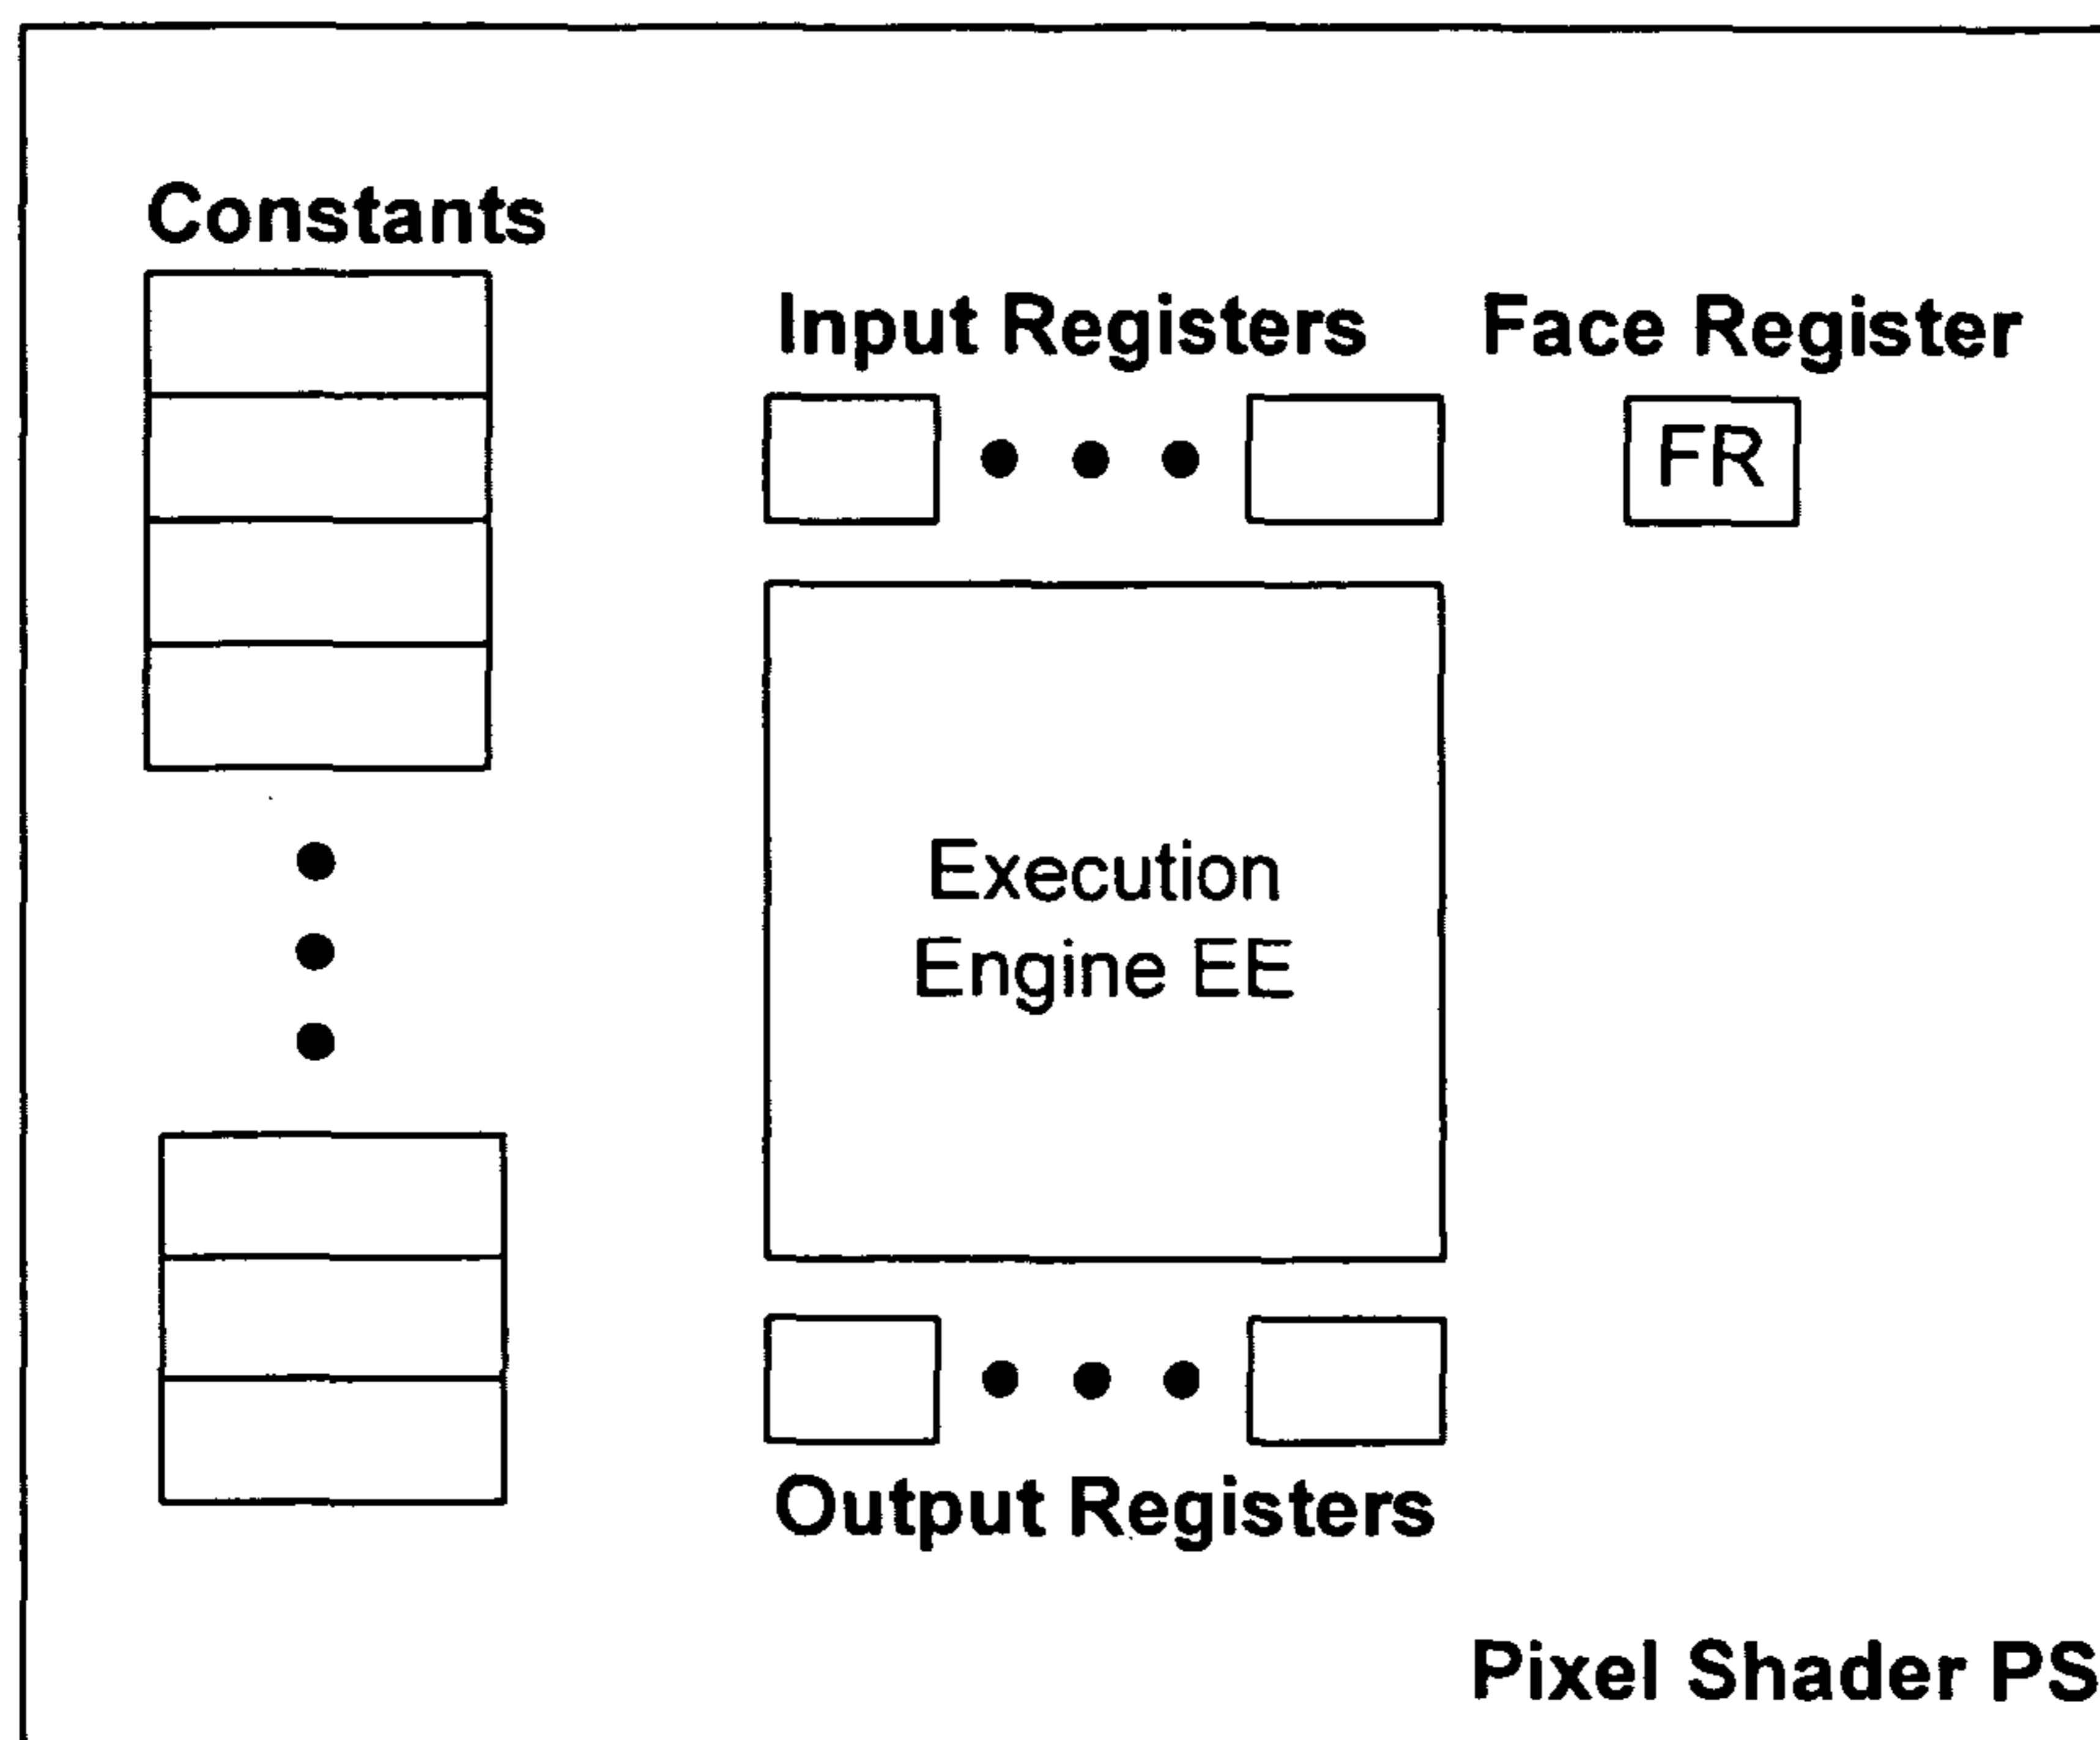 Constants
Input Registers
Face Register
FR
Execution
Engine EE
Output Registers
Pixel Shader PS